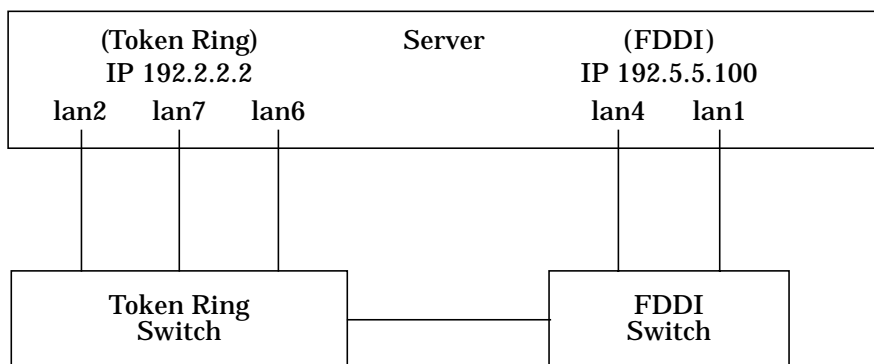 (Token Ring) Server (FDDI)
IP 192.2.2.2 IP 192.5.5.100
lan2 lan7 lan6 lan4 lan1
Token Ring FDDI
Switch Switch